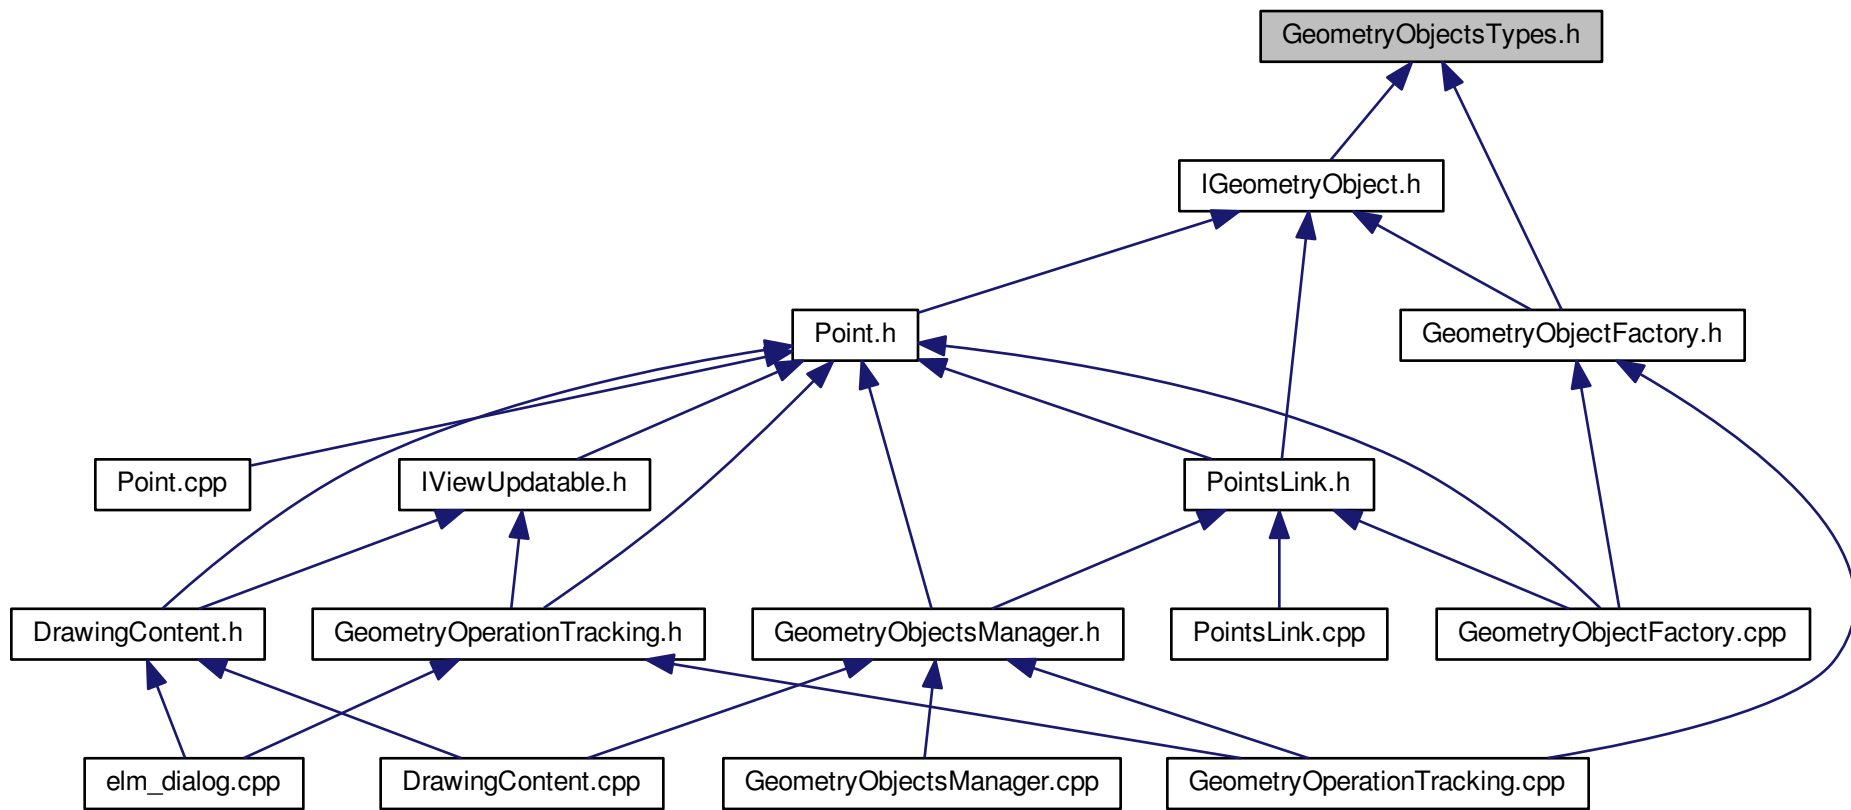 GeometryObjectsTypes.h
IGeometryObject.h
Point.h
GeometryObjectFactory.h
Point.cpp
IViewUpdatable.h
PointsLink.h
DrawingContent.h
GeometryOperationTracking.h
GeometryObjectsManager.h
PointsLink.cpp
GeometryObjectFactory.cpp
elm_dialog.cpp
DrawingContent.cpp
GeometryObjectsManager.cpp
GeometryOperationTracking.cpp